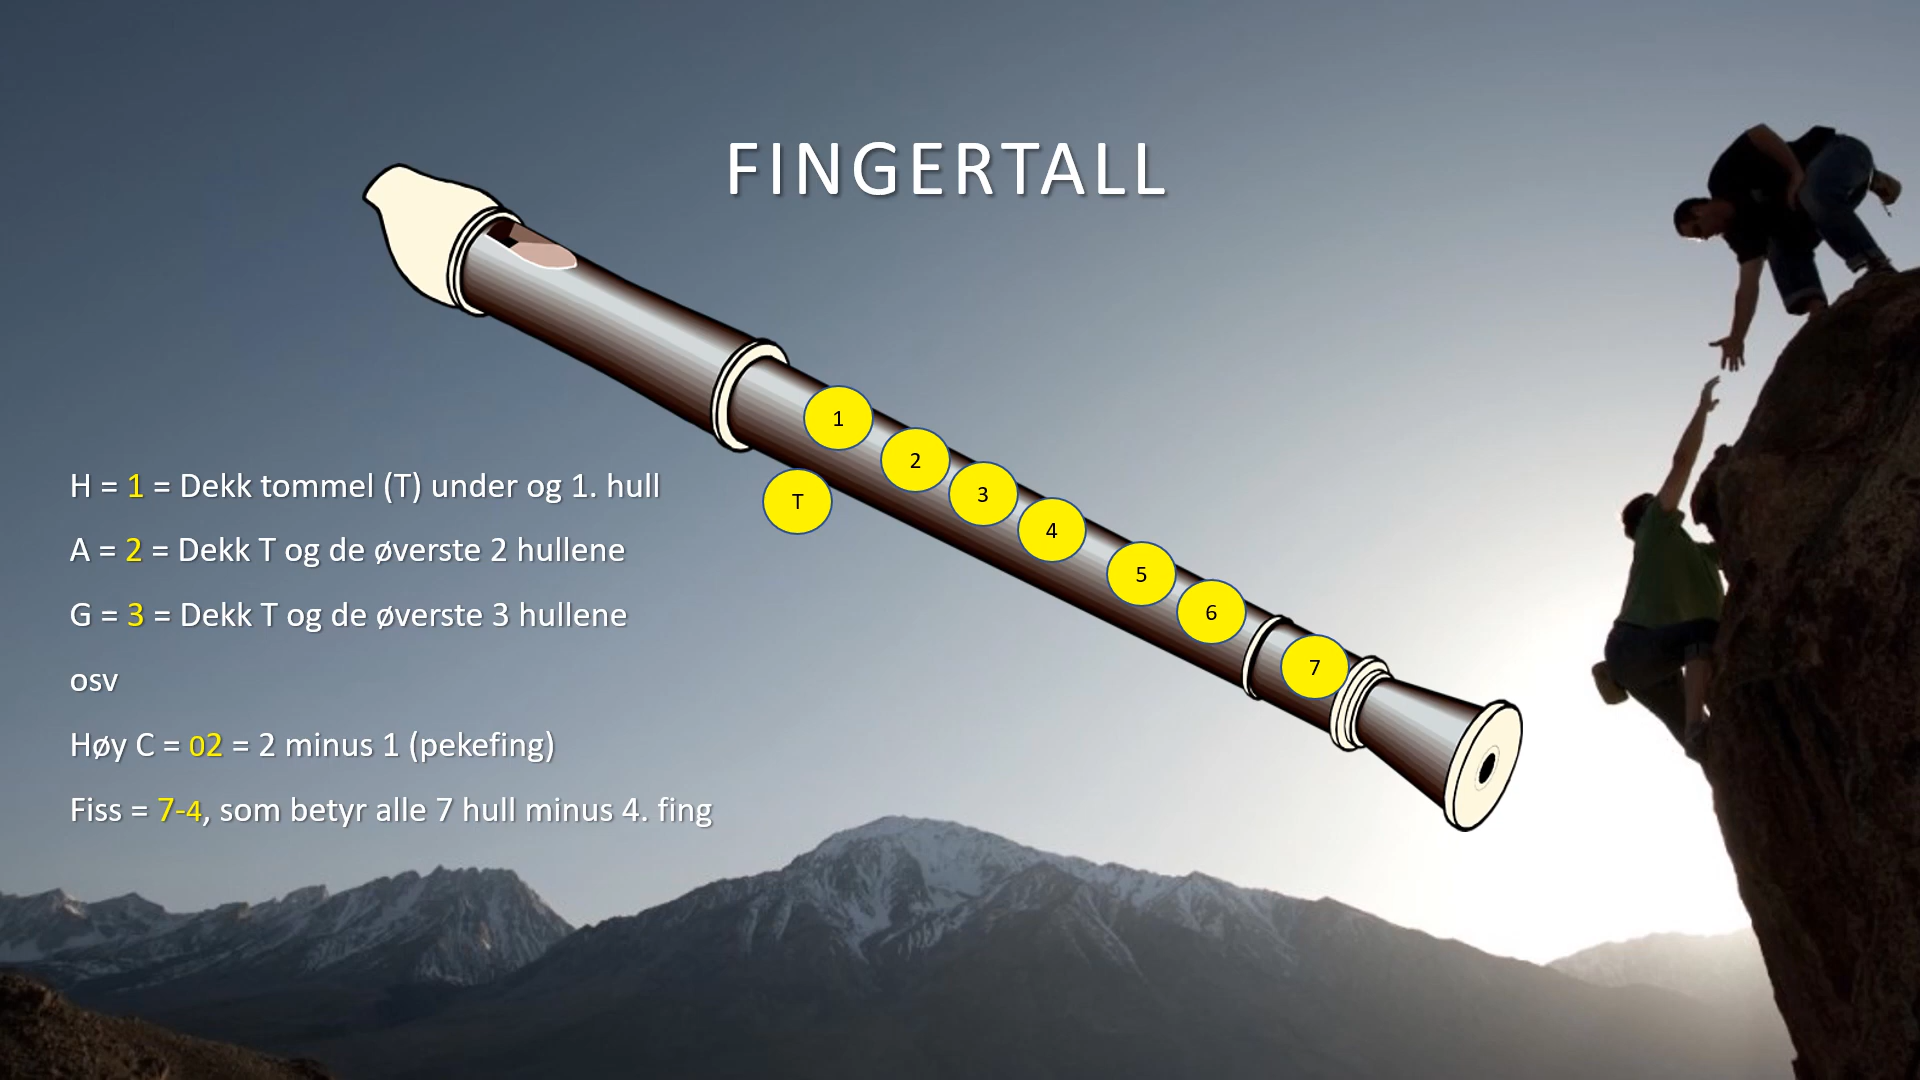 FINGERTALL
1
2
3
4
T
5
6
7
H = 1 = Dekk tommel (T) under og 1. hull
A = 2 = Dekk T og de øverste 2 hullene
G = 3 = Dekk T og de øverste 3 hullene
osv
Høy C = 02 = 2 minus 1 (pekefing)
Fiss = 7-4, som betyr alle 7 hull minus 4. fing